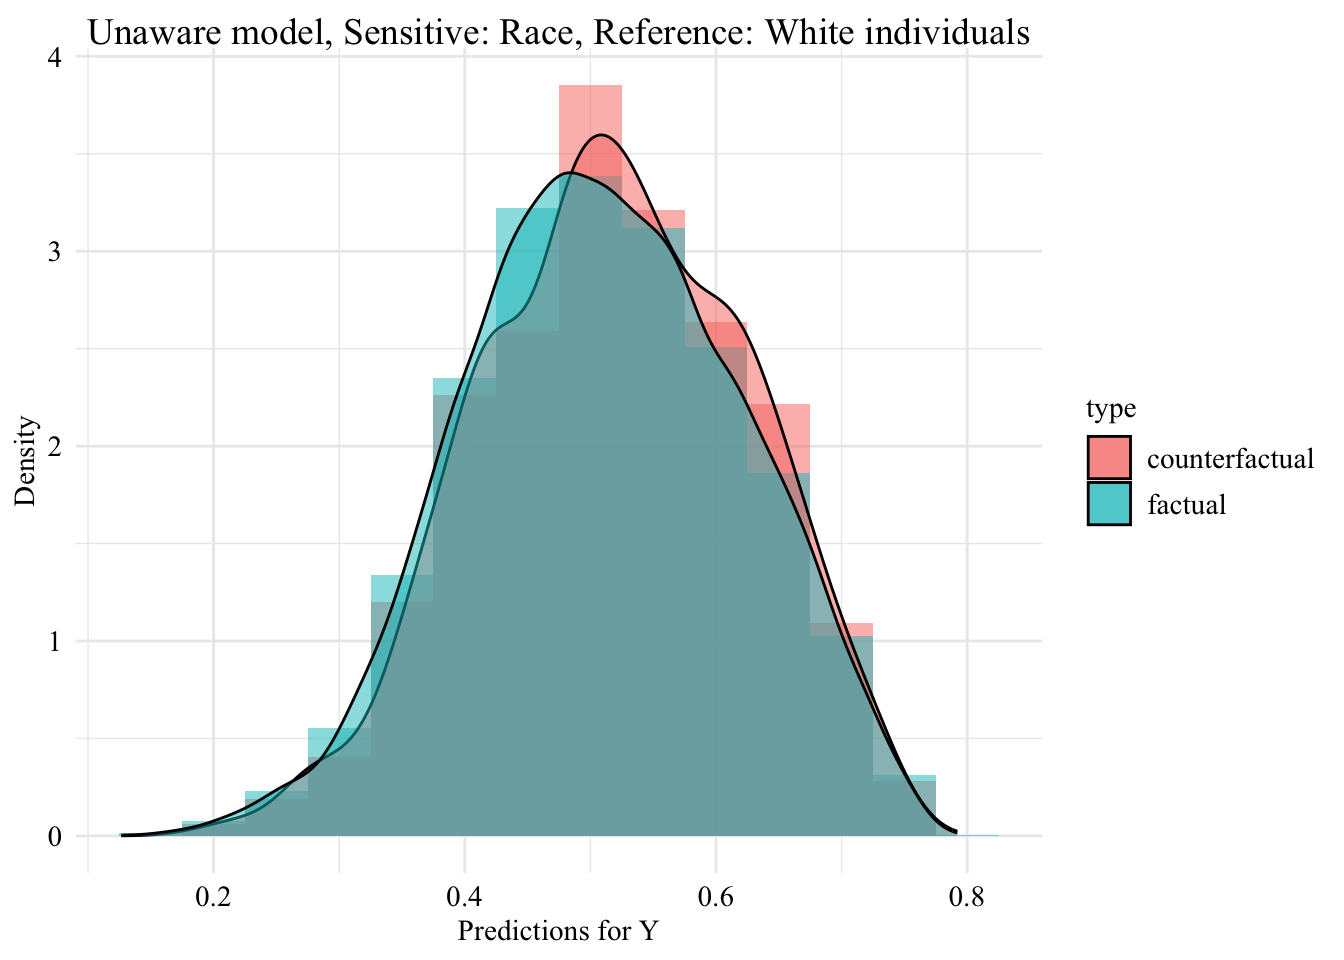 Unaware model, Sensitive: Race, Reference: White individuals
4
3
2
1
0
Density
0.2
0.4
0.6
0.8
Predictions for Y
type
counterfactual
factual